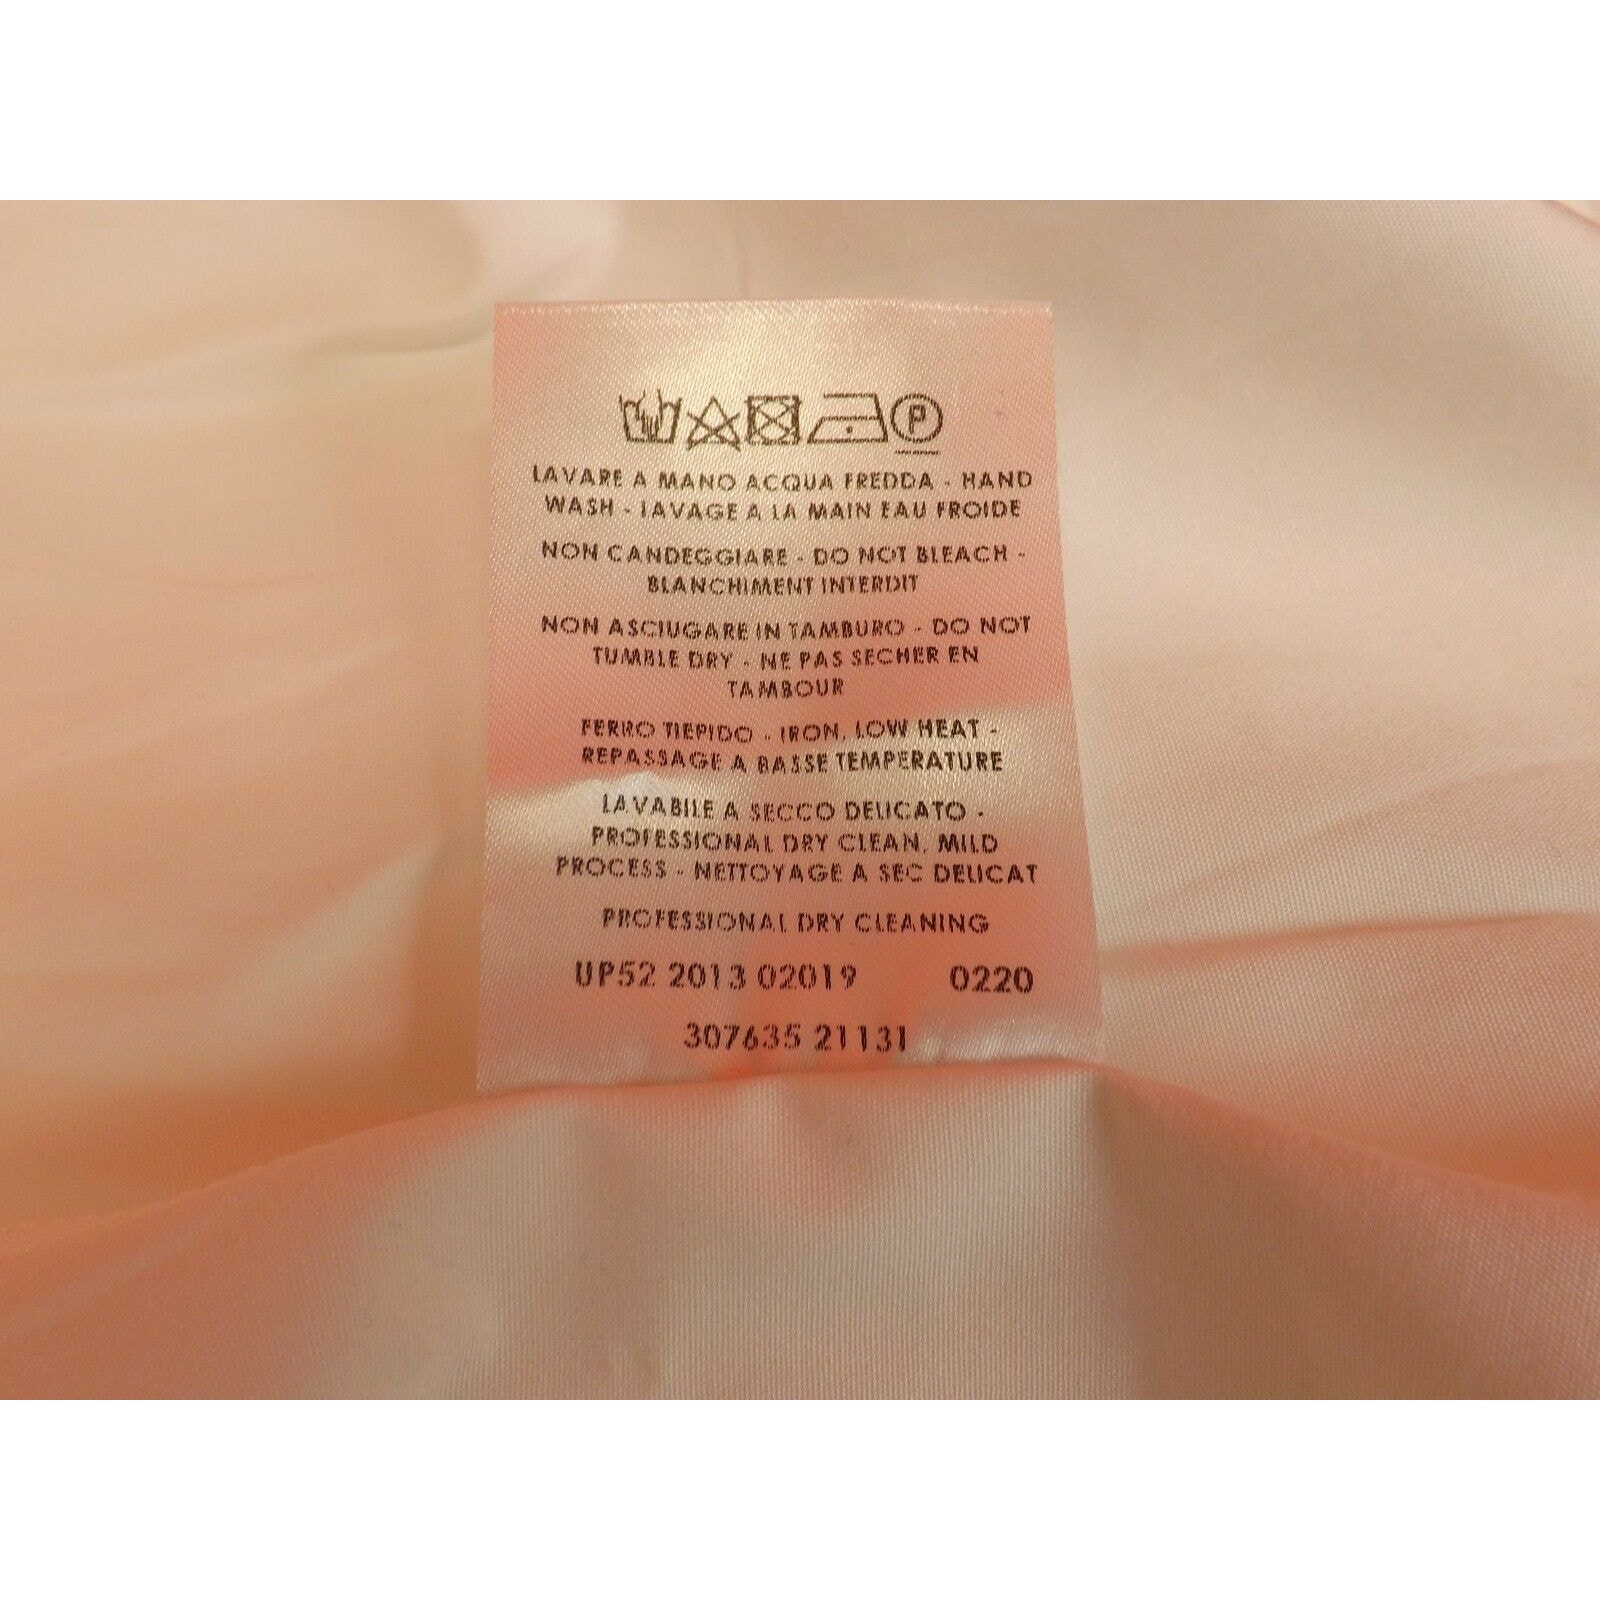 P
LAVARE A MANO ACQUA FREDDA - HAND
WASH - LAVAGE A LA MAIN EAU FROIDE
NON CANDEGGIARE - DO NOT BLEACH -
BLANCHIMENT INTERDIT
NON ASCIUGARE IN TAMBURO - DO NOT
TUMBLE DRY - NE PAS SECHER EN
TAMBOUR
FERRO TIEPIDO - IRON, LOW HEAT -
REPASSAGE A BASSE TEMPERATURE
LAVABILE A SECCO DELICATO -
PROFESSIONAL DRY CLEAN, MILD
PROCESS - NETTOYAGE A SEC DELICAT
PROFESSIONAL DRY CLEANING
UP52 2013 02019 0220
307635 21131